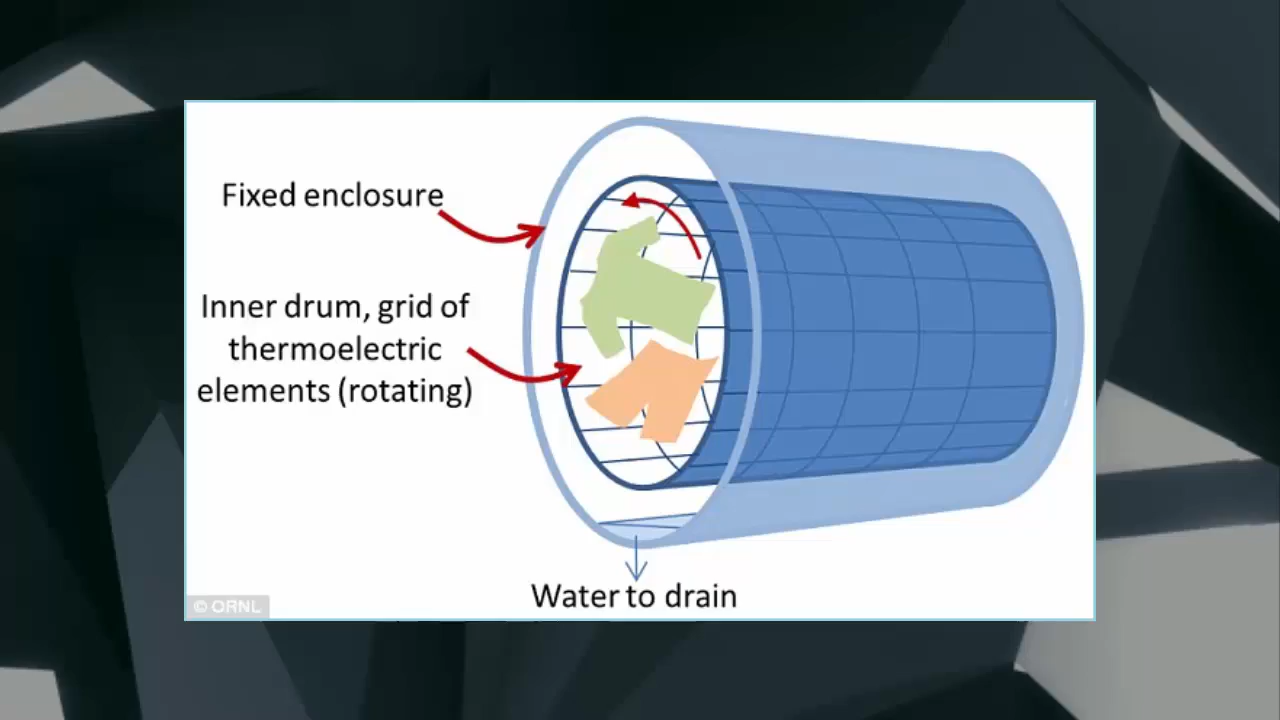 Fixed enclosure
Inner drum, grid of
thermoelectric
elements (rotating)
Water to drain
© ORNL